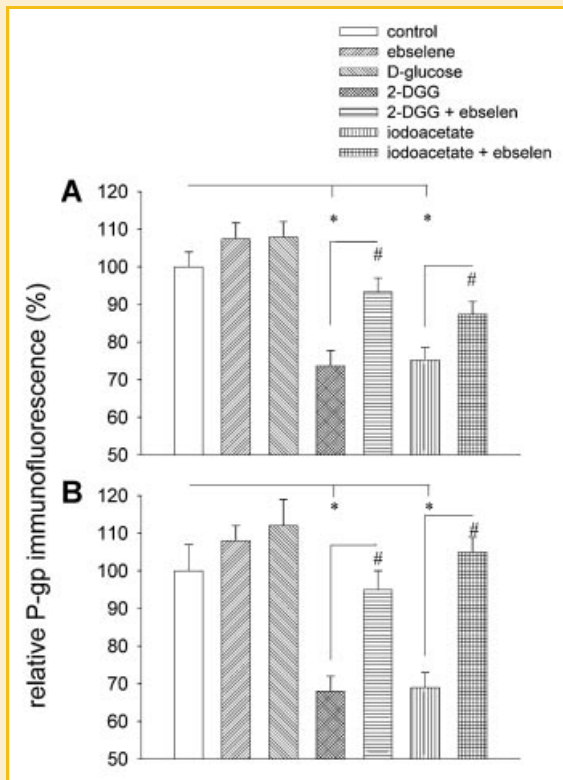 control
ebselene
D-glucose
2-DGG
2-DGG + ebselen
iodoacetate
iodoacetate + ebselen
relative P-gp immunofluorescence (%)
A
120
110
100
90
80
70
60
50
* *
# #
B
120
110
100
90
80
70
60
50
* *
# #